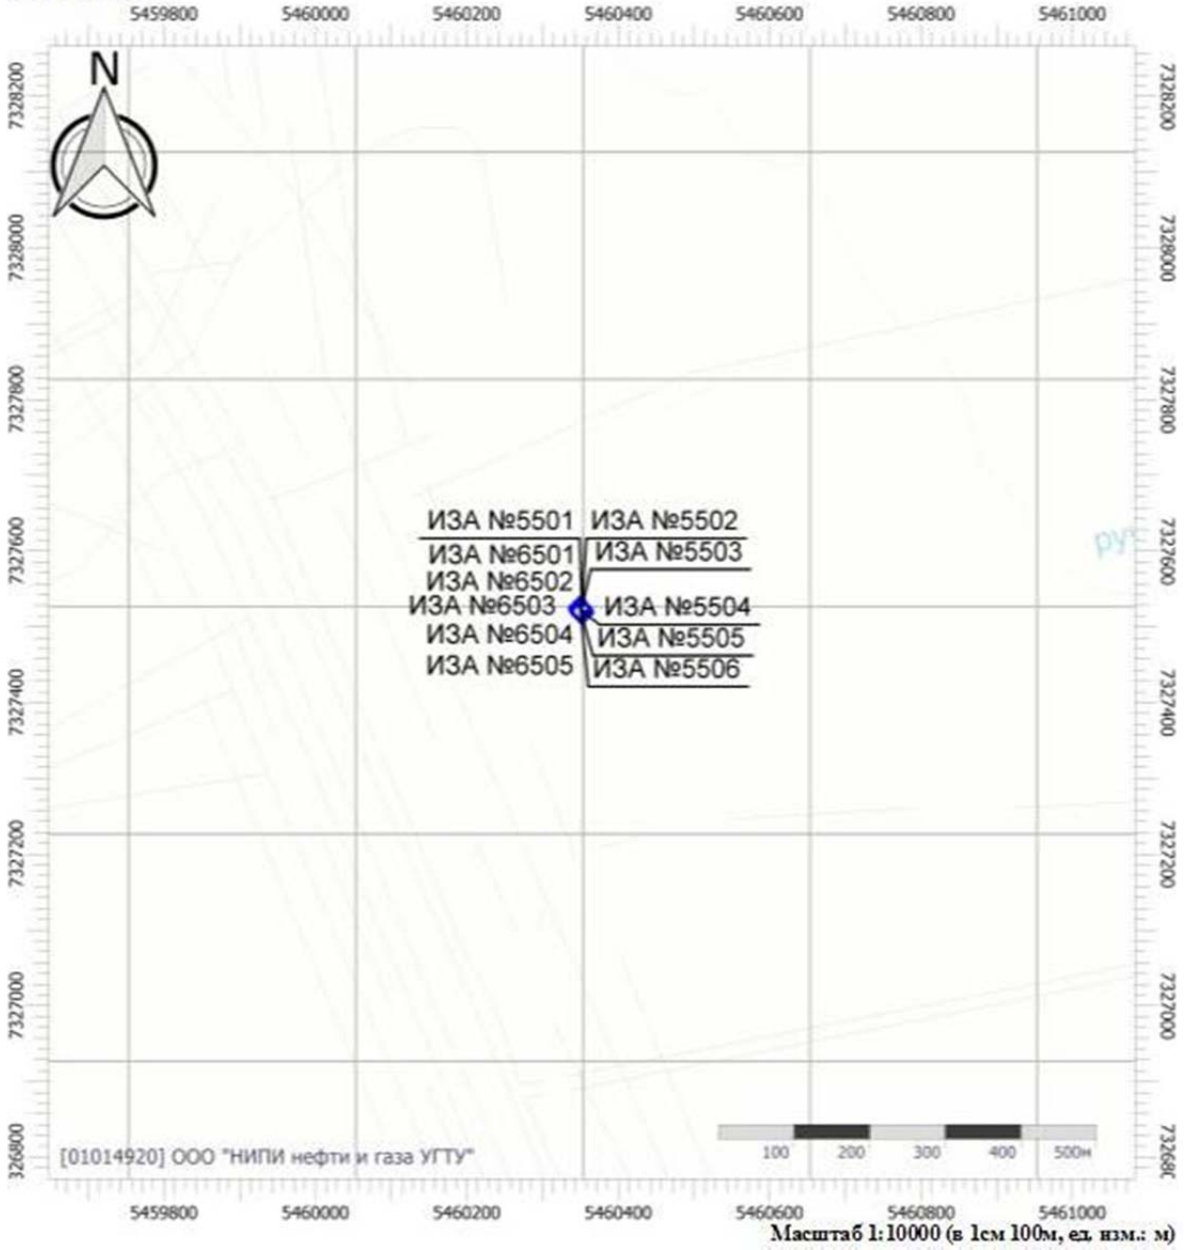 5459800 5460000 5460200 5460400 5460600 5460800 5461000
N
7328200 7328200
7328000 7328000
7327800 7327800
ИЗА №5501 ИЗА №5502
ИЗА №6501 ИЗА №5503
7327600 7327600
ру
ИЗА №6502
ИЗА №6503 ИЗА №5504
ИЗА №6504 ИЗА №5505
ИЗА №6505 ИЗА №5506
7327400 7327400
7327200 7327200
7327000 7327000
326800 732680
100 200 300 400 500м
[01014920] ООО "НИПИ нефти и газа УГТУ"
5459800 5460000 5460200 5460400 5460600 5460800 5461000
Масштаб 1:10000 (в 1см 100м, ед. изм.: м)